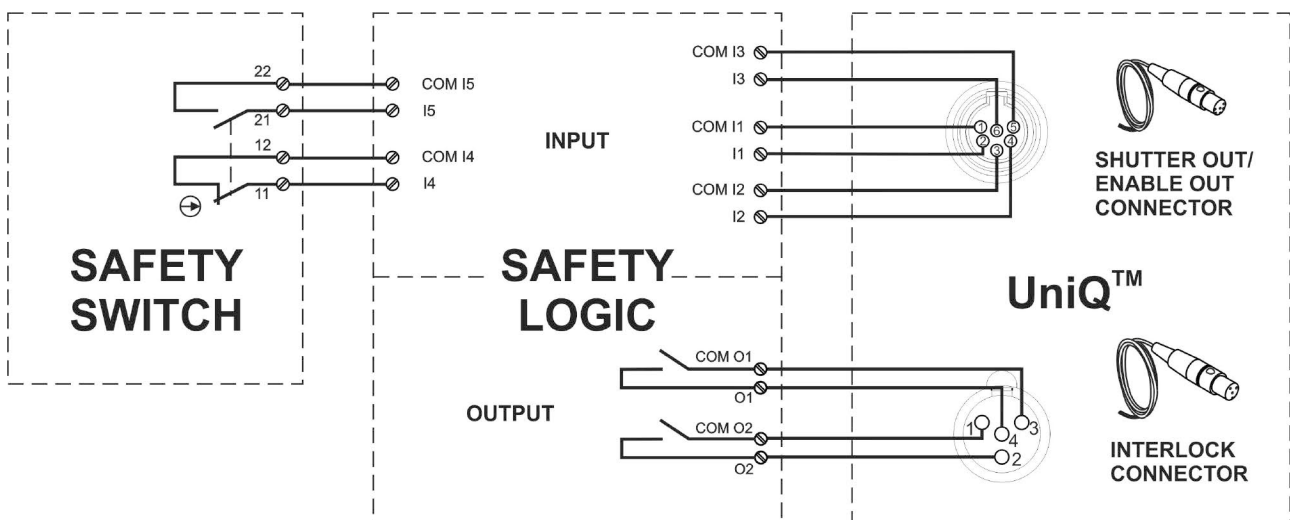 22
COM I5
21
I5
12
COM I4
11
I4
SAFETY
SWITCH
INPUT
COM I3
I3
COM I1
I1
COM I2
I2
1
6
5
2
3
4
SHUTTER OUT/
ENABLE OUT
CONNECTOR
SAFETY
LOGIC
UniQ™
OUTPUT
COM O1
O1
COM O2
O2
1
3
4
2
INTERLOCK
CONNECTOR